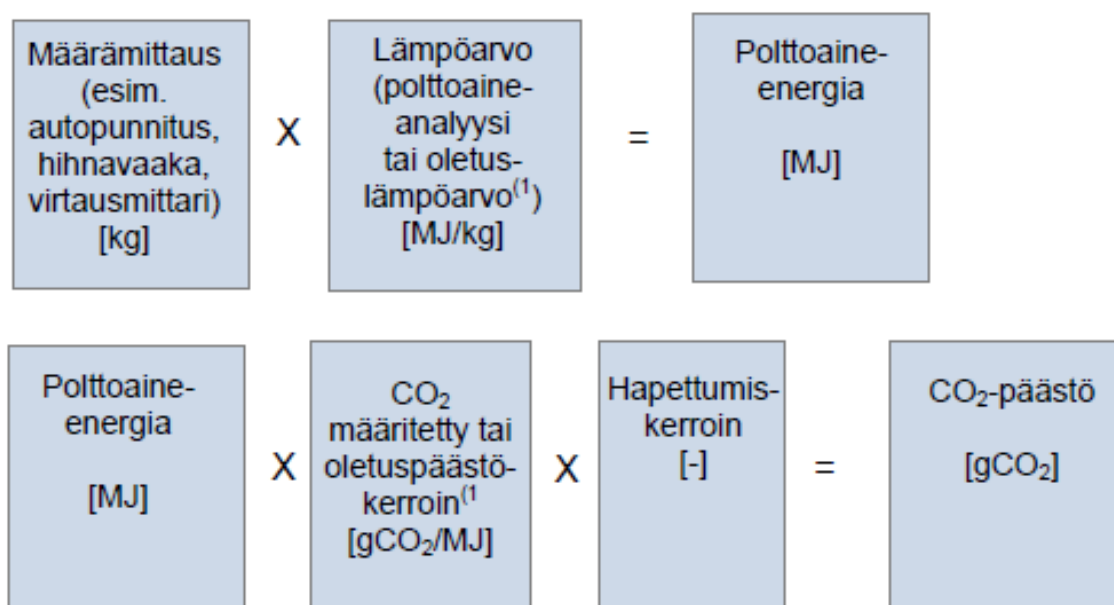 Määrämittaus
(esim.
autopunnitus,
hihnavaaka,
virtausmittari)
[kg]
X
Lämpöarvo
(polttoaine-
analyysi
tai oletus-
lämpöarvo⁽¹)
[MJ/kg]
=
Polttoaine-
energia
[MJ]
Polttoaine-
energia
[MJ]
X
CO₂
määritetty tai
oletuspäästö-
kerroin⁽¹
[gCO₂/MJ]
X
Hapettumis-
kerroin
[-]
=
CO₂-päästö
[gCO₂]